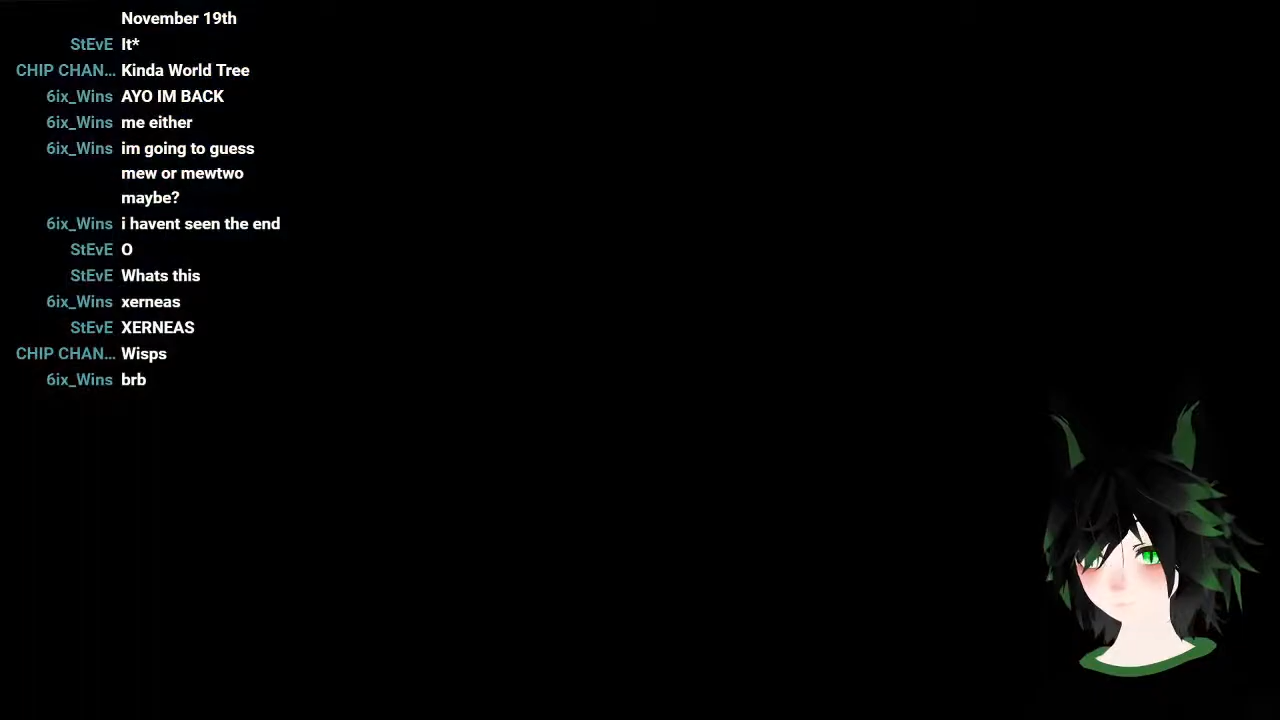 November 19th
StEvE It*
CHIP CHAN... Kinda World Tree
6ix_Wins AYO IM BACK
6ix_Wins me either
6ix_Wins im going to guess
mew or mewtwo
maybe?
6ix_Wins i havent seen the end
StEvE O
StEvE Whats this
6ix_Wins xerneas
StEvE XERNEAS
CHIP CHAN... Wisps
6ix_Wins brb